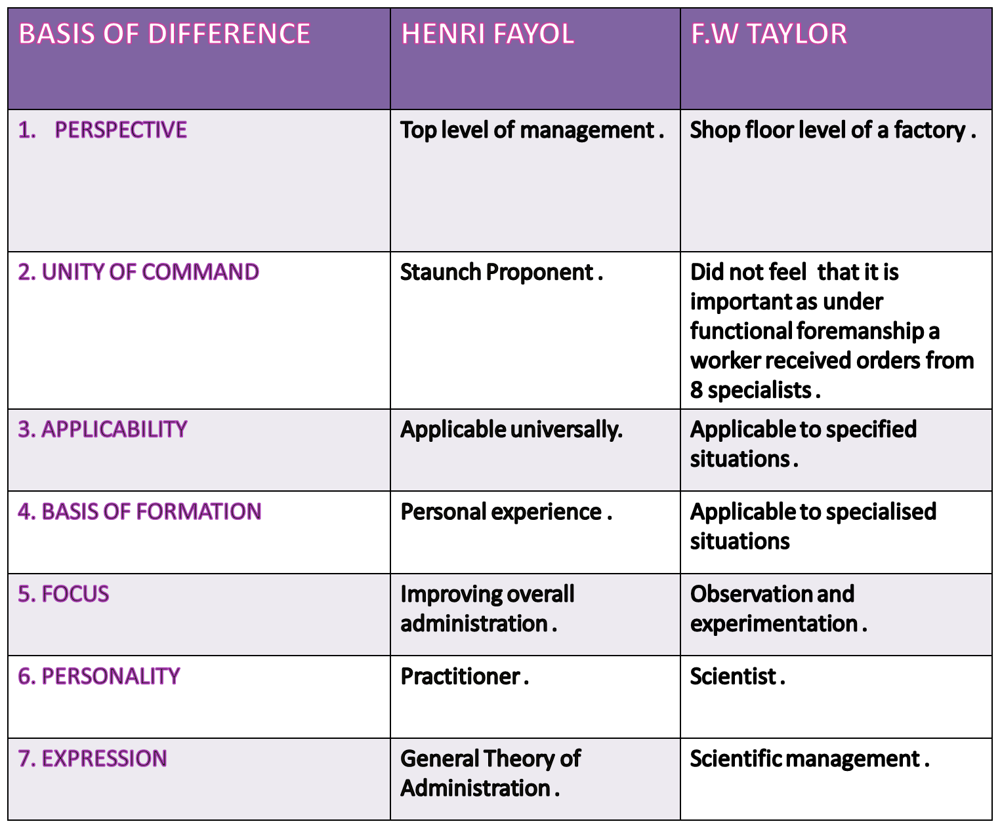 BASIS OF DIFFERENCE
HENRI FAYOL
F.W TAYLOR
1. PERSPECTIVE
Top level of management .
Shop floor level of a factory .
2. UNITY OF COMMAND
Staunch Proponent .
Did not feel that it is
important as under
functional foremanship a
worker received orders from
8 specialists .
3. APPLICABILITY
Applicable universally.
Applicable to specified
situations .
4. BASIS OF FORMATION
Personal experience .
Applicable to specialised
situations
5. FOCUS
Improving overall
administration .
Observation and
experimentation .
6. PERSONALITY
Practitioner .
Scientist .
7. EXPRESSION
General Theory of
Administration .
Scientific management .